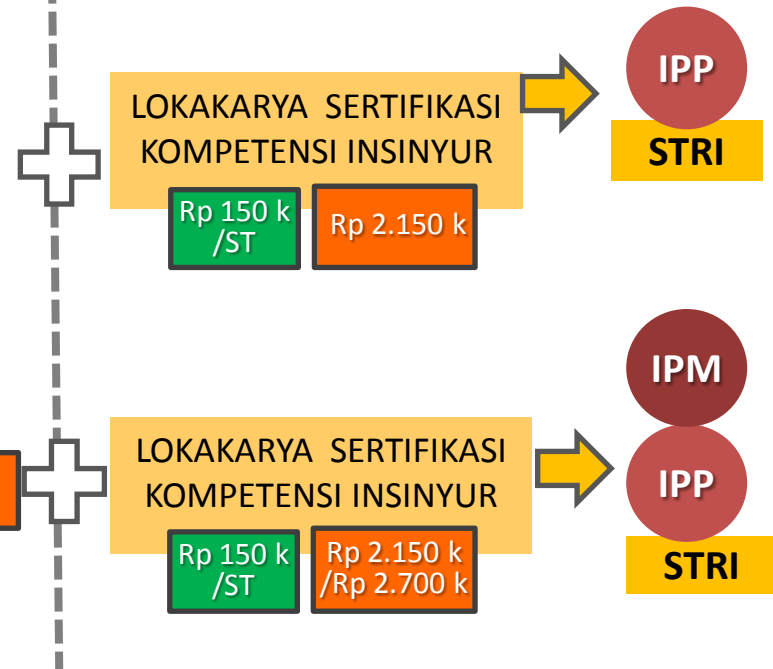 IPP
STRI
LOKAKARYA SERTIFIKASI
KOMPETENSI INSINYUR
Rp 150 k
/ST
Rp 2.150 k
IPM
IPP
STRI
LOKAKARYA SERTIFIKASI
KOMPETENSI INSINYUR
Rp 150 k
/ST
Rp 2.150 k
/Rp 2.700 k